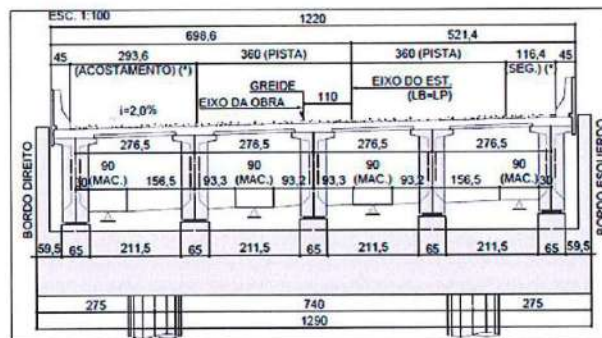 ESC. 1:100
1220
698,6 521,4
45 293,6 360 (PISTA) 360 (PISTA) 116,4 45
(ACOSTAMENTO) (*) (SEG.) (*)
GREIDE EIXO DO EST.
i=2,0% EIXO DA OBRA 110 (LB=LP)
276,5 276,5 276,5 276,5
90 90 90 90
30 (MAC.) 156,5 93,3 (MAC.) 93,2 93,3 (MAC.) 93,2 156,5 (MAC.) 30
BORDO DIREITO
BORDO ESQUERDO
59,5 65 211,5 65 211,5 65 211,5 65 211,5 65 59,5
275 740 275
1290